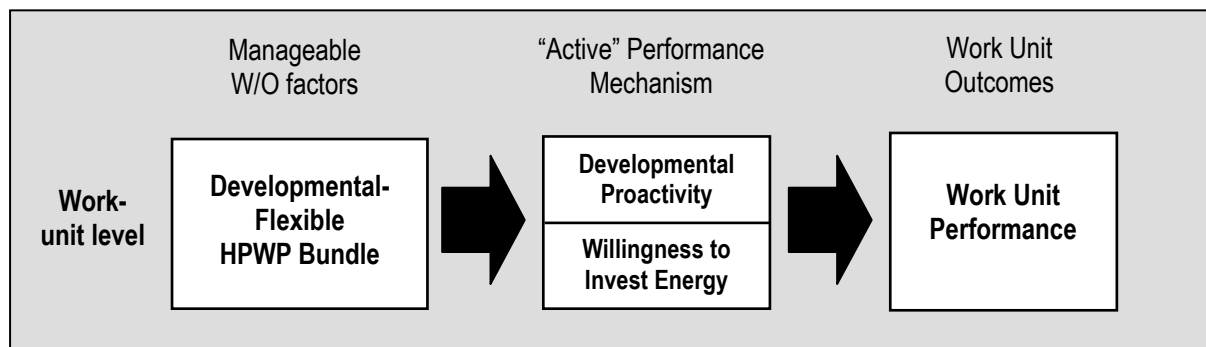 Manageable
W/O factors
“Active” Performance
Mechanism
Work Unit
Outcomes
Work-
unit level
Developmental-
Flexible
HPWP Bundle
Developmental
Proactivity
Willingness to
Invest Energy
Work Unit
Performance